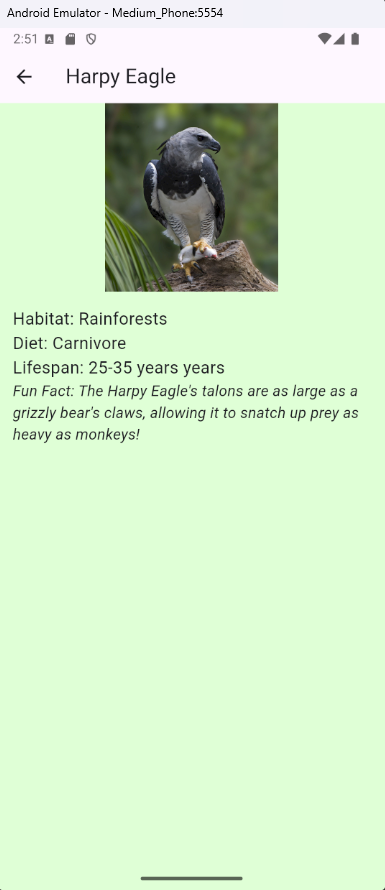 Android Emulator - Medium_Phone:5554
2:51
Harpy Eagle
Habitat: Rainforests
Diet: Carnivore
Lifespan: 25-35 years years
Fun Fact: The Harpy Eagle's talons are as large as a
grizzly bear's claws, allowing it to snatch up prey as
heavy as monkeys!